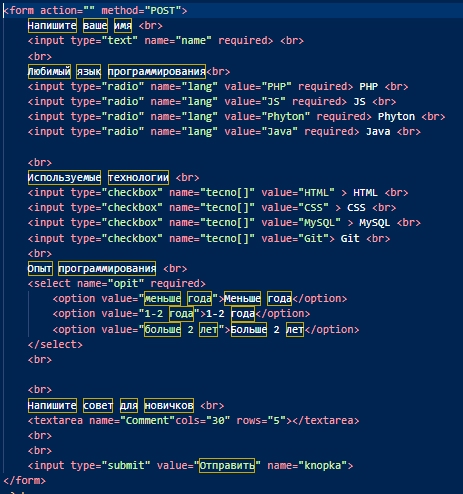 <form action="" method="POST">
Напишите ваше имя <br>
<input type="text" name="name" required> <br>
<br>
Любимый язык программирования<br>
<input type="radio" name="lang" value="PHP" required> PHP <br>
<input type="radio" name="lang" value="JS" required> JS <br>
<input type="radio" name="lang" value="Phyton" required> Phyton <br>
<input type="radio" name="lang" value="Java" required> Java <br>
<br>
Используемые технологии <br>
<input type="checkbox" name="tecno[]" value="HTML" > HTML <br>
<input type="checkbox" name="tecno[]" value="CSS" > CSS <br>
<input type="checkbox" name="tecno[]" value="MySQL" > MySQL <br>
<input type="checkbox" name="tecno[]" value="Git"> Git <br>
<br>
Опыт программирования <br>
<select name="opit" required>
<option value="меньше года">Меньше года</option>
<option value="1-2 года">1-2 года</option>
<option value="больше 2 лет">Больше 2 лет</option>
</select>
<br>
<br>
Напишите совет для новичков <br>
<textarea name="Comment"cols="30" rows="5"></textarea>
<br>
<br>
<input type="submit" value="Отправить" name="knopka">
</form>